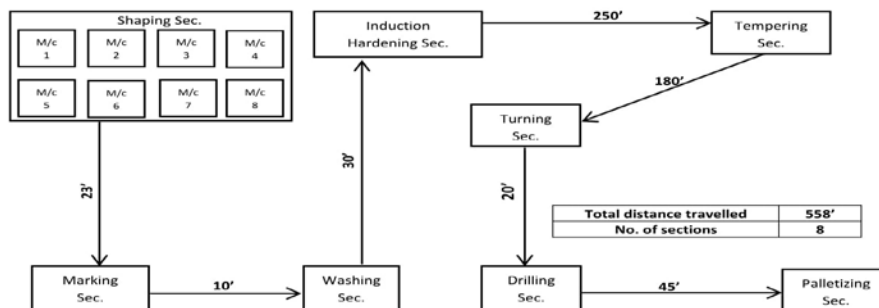 Shaping Sec.
M/c
1
M/c
2
M/c
3
M/c
4
M/c
5
M/c
6
M/c
7
M/c
8
23’
Marking
Sec.
10’
Washing
Sec.
30’
Induction
Hardening Sec.
250’
Tempering
Sec.
180’
Turning
Sec.
20’
Drilling
Sec.
45’
Palletizing
Sec.
Total distance travelled 558’
No. of sections 8